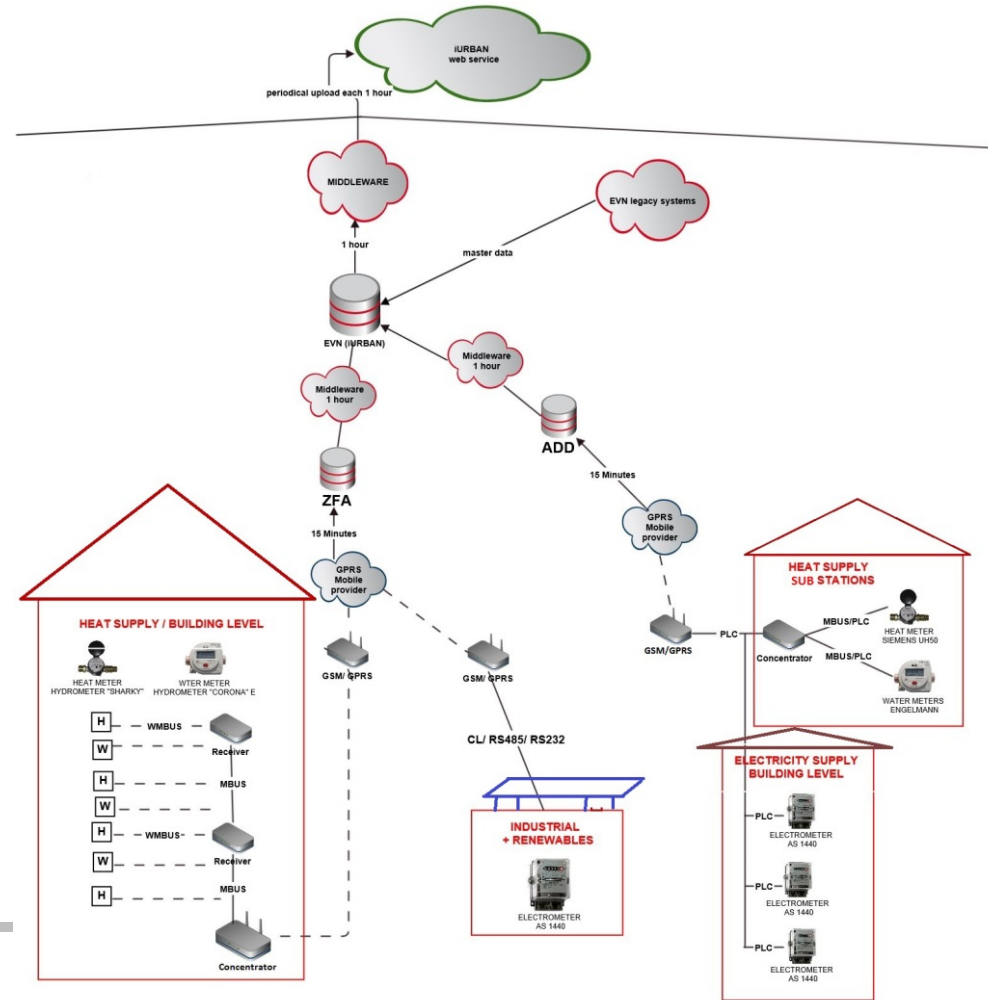 iURBAN
web service
periodical upload each 1 hour
MIDDLEWARE
EVN legacy systems
1 hour
master data
EVN (iURBAN)
Middleware
1 hour
Middleware
1 hour
ADD
ZFA
15 Minutes
15 Minutes
GPRS
Mobile
provider
GPRS
Mobile
provider
HEAT SUPPLY / BUILDING LEVEL
HEAT METER
HYDROMETER "SHARKY"
WTER METER
HYDROMETER "CORONA" E
H
WMBUS
W
Receiver
H
MBUS
W
H
WMBUS
Receiver
W
MBUS
H
Concentrator
GSM/ GPRS
GSM/ GPRS
CL/ RS485/ RS232
INDUSTRIAL
+ RENEWABLES
ELECTROMETER
AS 1440
GSM/GPRS
PLC
HEAT SUPPLY
SUB STATIONS
Concentrator
MBUS/PLC
HEAT METER
SIEMENS UH50
MBUS/PLC
WATER METERS
ENGELMANN
ELECTRICITY SUPPLY
BUILDING LEVEL
PLC
ELECTROMETER
AS 1440
PLC
ELECTROMETER
AS 1440
PLC
ELECTROMETER
AS 1440